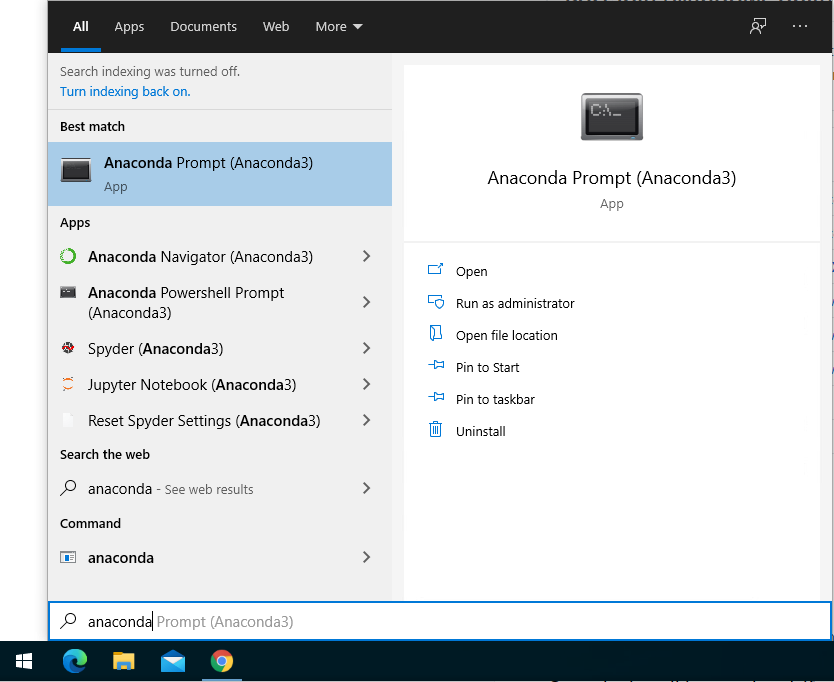 All Apps Documents Web More
Search indexing was turned off.
Turn indexing back on.
Best match
Anaconda Prompt (Anaconda3)
App
Apps
Anaconda Navigator (Anaconda3)
Anaconda Powershell Prompt
(Anaconda3)
Spyder (Anaconda3)
Jupyter Notebook (Anaconda3)
Reset Spyder Settings (Anaconda3)
Search the web
anaconda - See web results
Command
anaconda
C:\_
Anaconda Prompt (Anaconda3)
App
Open
Run as administrator
Open file location
Pin to Start
Pin to taskbar
Uninstall
anaconda Prompt (Anaconda3)